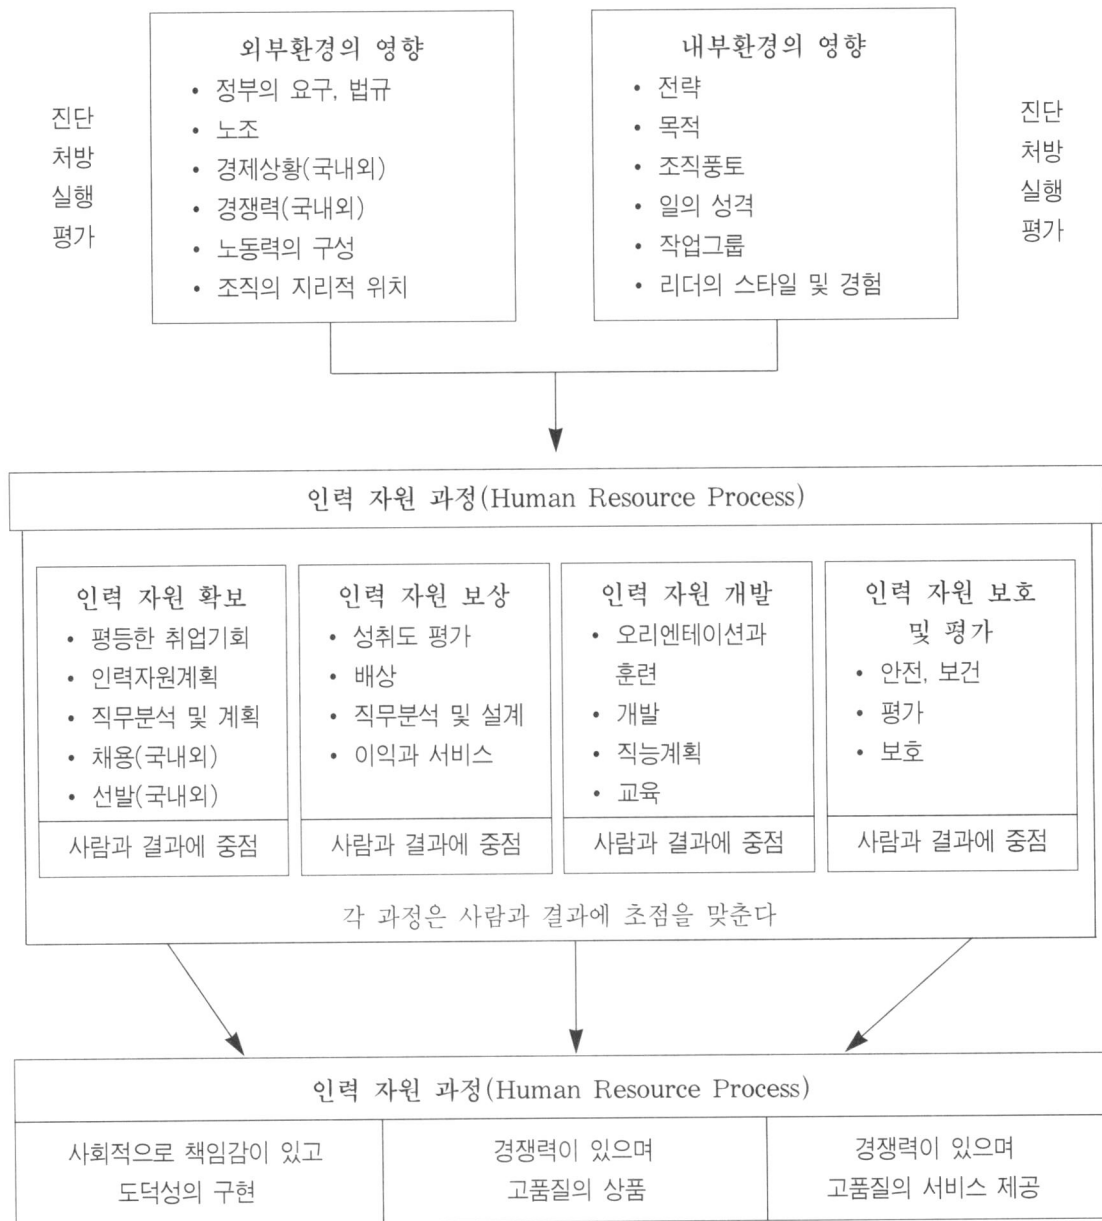 외부환경의 영향
• 정부의 요구, 법규
• 노조
• 경제상황(국내외)
• 경쟁력(국내외)
• 노동력의 구성
• 조직의 지리적 위치
내부환경의 영향
• 전략
• 목적
• 조직풍토
• 일의 성격
• 작업그룹
• 리더의 스타일 및 경험
진단
처방
실행
평가
진단
처방
실행
평가
인력 자원 과정(Human Resource Process)
인력 자원 확보
• 평등한 취업기회
• 인력자원계획
• 직무분석 및 계획
• 채용(국내외)
• 선발(국내외)
사람과 결과에 중점
인력 자원 보상
• 성취도 평가
• 배상
• 직무분석 및 설계
• 이익과 서비스
사람과 결과에 중점
인력 자원 개발
• 오리엔테이션과
훈련
• 개발
• 직능계획
• 교육
사람과 결과에 중점
인력 자원 보호
및 평가
• 안전, 보건
• 평가
• 보호
사람과 결과에 중점
각 과정은 사람과 결과에 초점을 맞춘다
인력 자원 과정(Human Resource Process)
사회적으로 책임감이 있고
도덕성의 구현
경쟁력이 있으며
고품질의 상품
경쟁력이 있으며
고품질의 서비스 제공